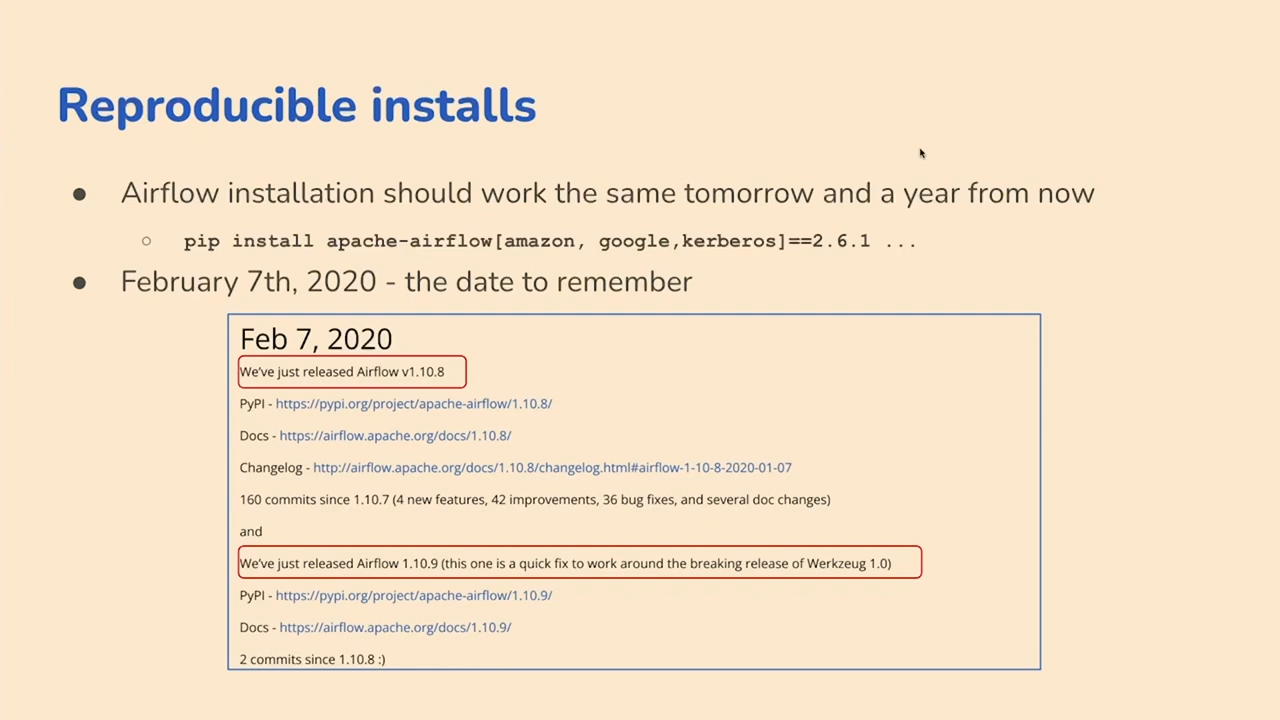 Reproducible installs
● Airflow installation should work the same tomorrow and a year from now
○ pip install apache-airflow[amazon, google,kerberos]==2.6.1 ...
● February 7th, 2020 - the date to remember
Feb 7, 2020
We've just released Airflow v1.10.8
PyPI - https://pypi.org/project/apache-airflow/1.10.8/
Docs - https://airflow.apache.org/docs/1.10.8/
Changelog - http://airflow.apache.org/docs/1.10.8/changelog.html#airflow-1-10-8-2020-01-07
160 commits since 1.10.7 (4 new features, 42 improvements, 36 bug fixes, and several doc changes)
and
We've just released Airflow 1.10.9 (this one is a quick fix to work around the breaking release of Werkzeug 1.0)
PyPI - https://pypi.org/project/apache-airflow/1.10.9/
Docs - https://airflow.apache.org/docs/1.10.9/
2 commits since 1.10.8 :)